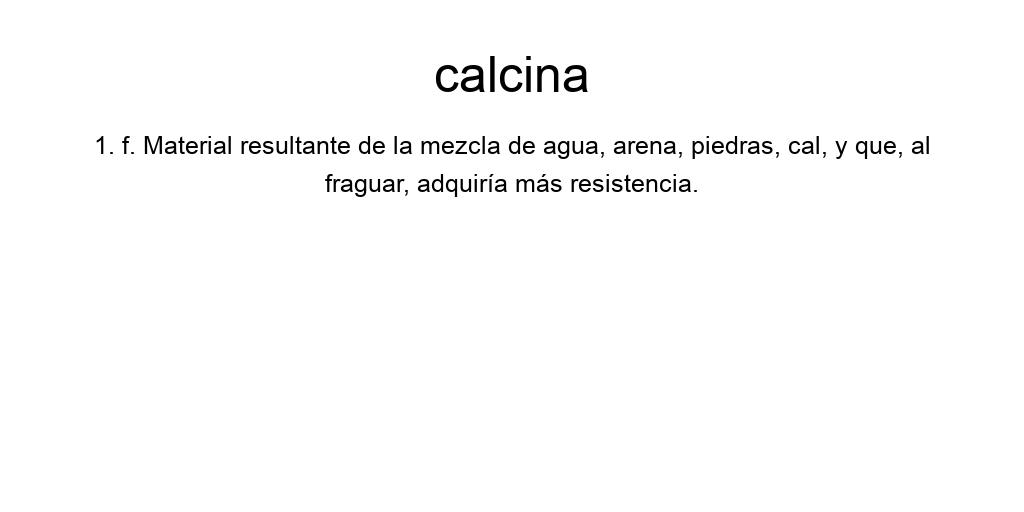 calcina
1. f. Material resultante de la mezcla de agua, arena, piedras, cal, y que, al
fraguar, adquiría más resistencia.